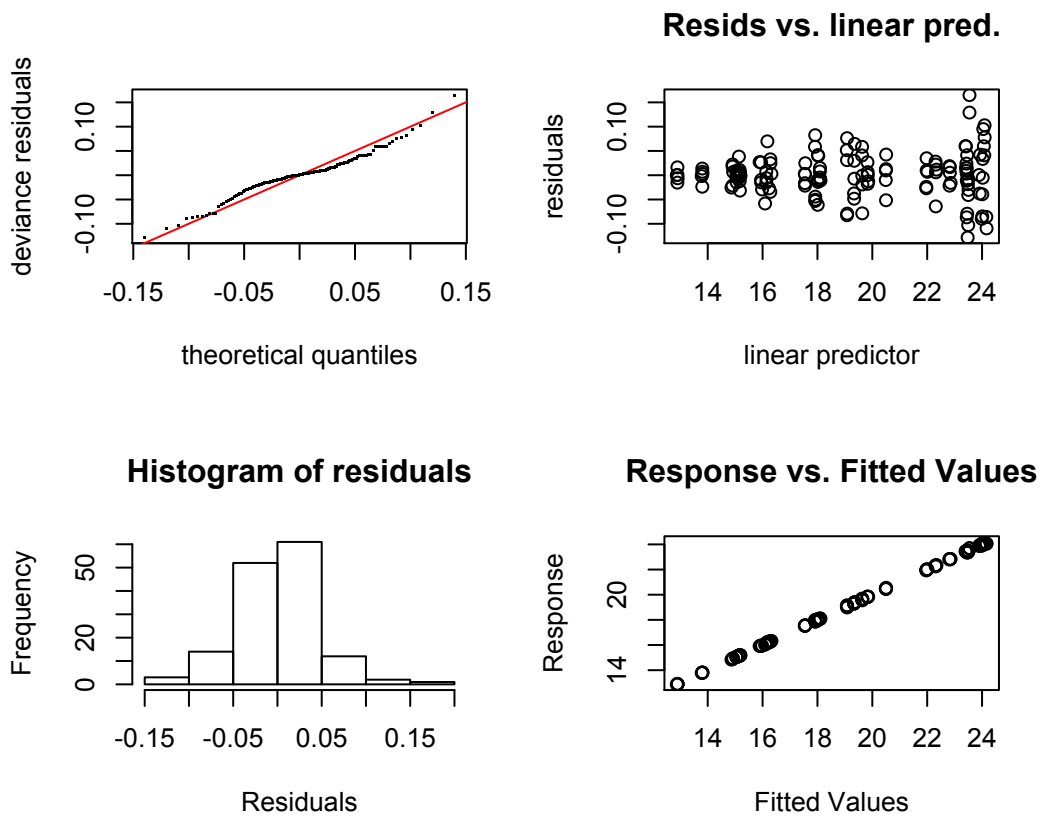 deviance residuals
-0.10 0.10
-0.15 -0.05 0.05 0.15
theoretical quantiles
Resids vs. linear pred.
residuals
-0.10 0.10
14 16 18 20 22 24
linear predictor
Histogram of residuals
Frequency
0 20 50
-0.15 -0.05 0.05 0.15
Residuals
Response vs. Fitted Values
Response
14 20
14 16 18 20 22 24
Fitted Values